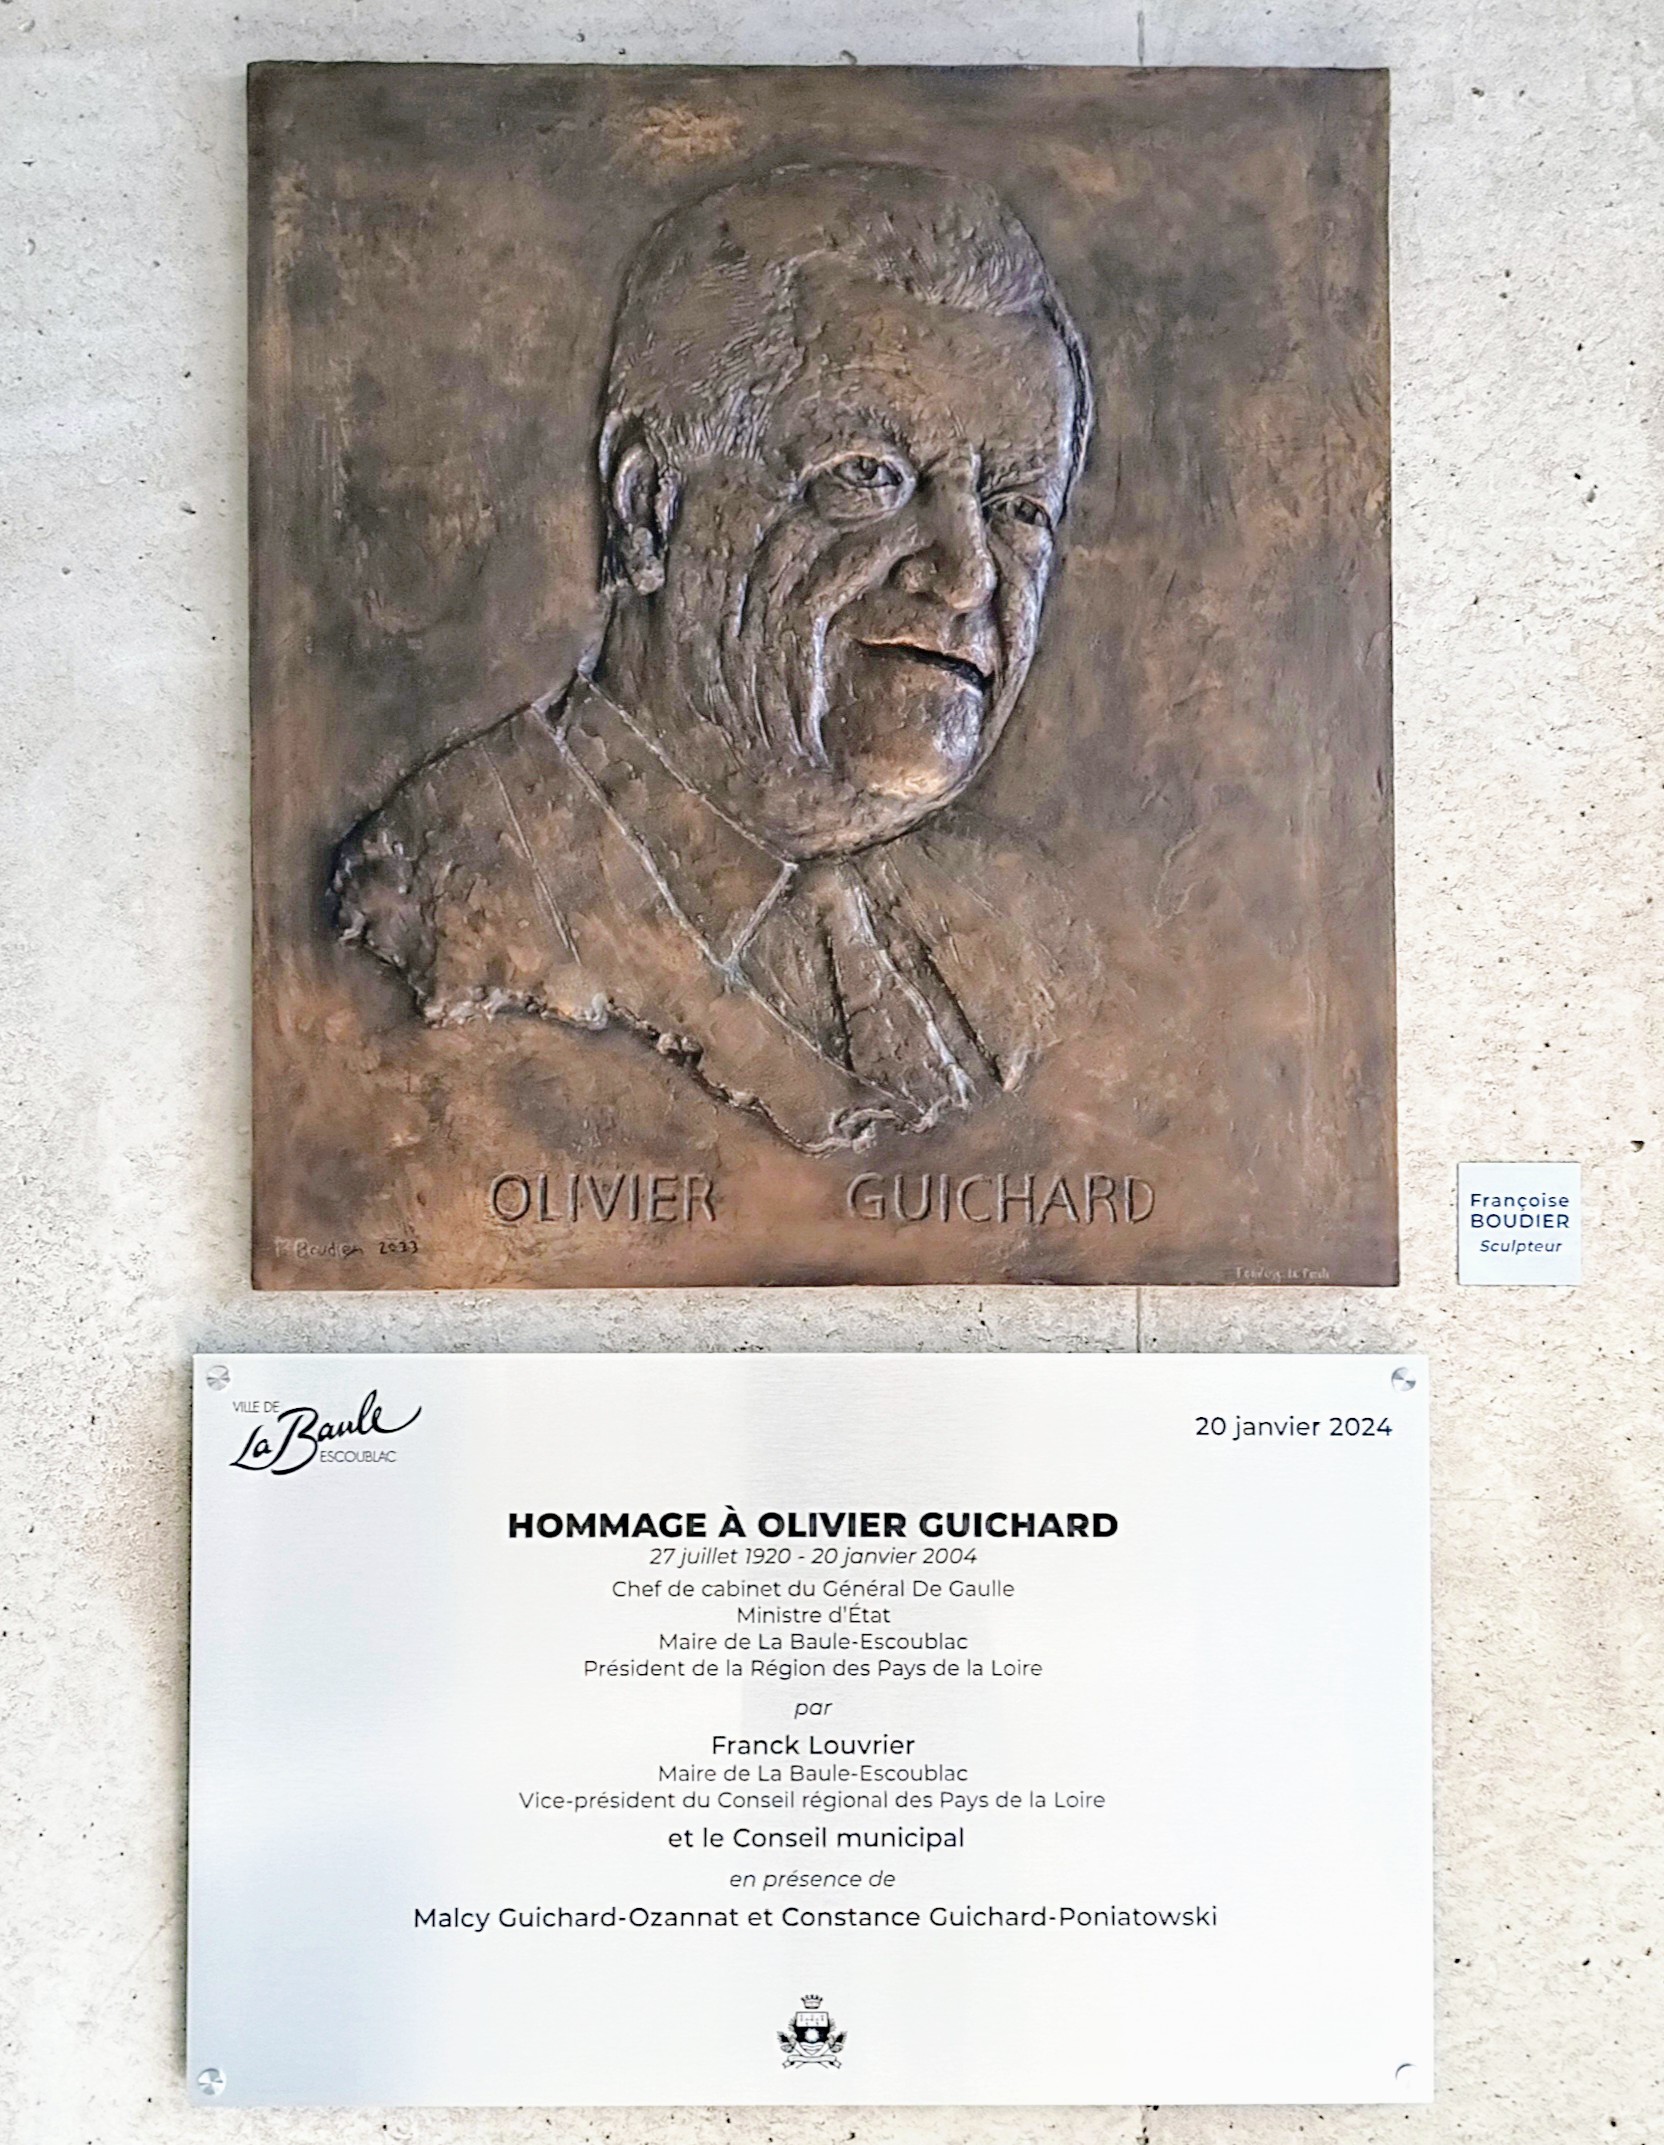 OLIVIER GUICHARD
F. Boudier 2023
Françoise
BOUDIER
Sculpteur
VILLE DE
La Baule
ESCOUBLAC
20 janvier 2024
HOMMAGE À OLIVIER GUICHARD
27 juillet 1920 - 20 janvier 2004
Chef de cabinet du Général De Gaulle
Ministre d'État
Maire de La Baule-Escoublac
Président de la Région des Pays de la Loire
par
Franck Louvrier
Maire de La Baule-Escoublac
Vice-président du Conseil régional des Pays de la Loire
et le Conseil municipal
en présence de
Malcy Guichard-Ozannat et Constance Guichard-Poniatowski